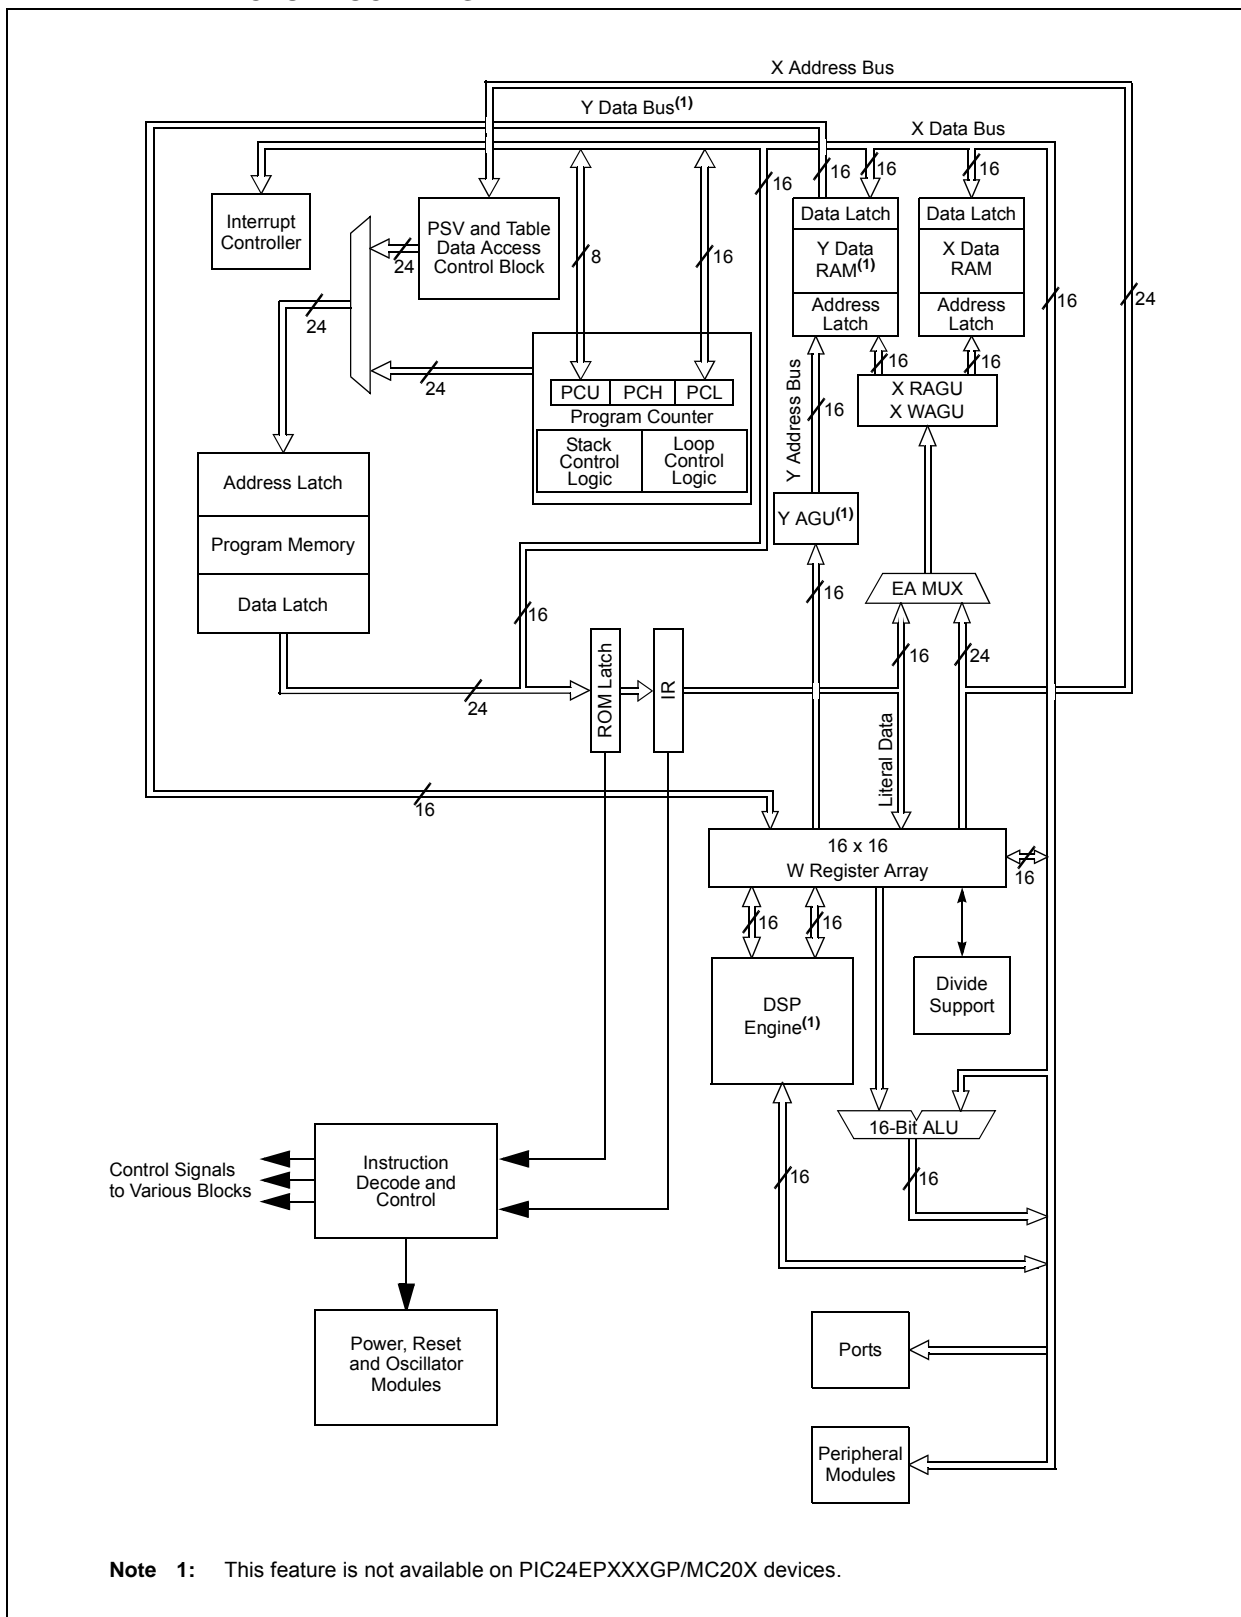 X Address Bus
Y Data Bus(1)
X Data Bus
16
16
16
16
Interrupt
Controller
PSV and Table
Data Access
Control Block
24
8
16
Data Latch
Y Data
RAM(1)
Address
Latch
Data Latch
X Data
RAM
Address
Latch
16
24
24
24
PCU
PCH
PCL
Program Counter
Stack
Control
Logic
Loop
Control
Logic
Y Address Bus
16
16
16
X RAGU
X WAGU
Address Latch
Program Memory
Data Latch
Y AGU(1)
16
EA MUX
16
16
24
24
ROM Latch
IR
Literal Data
16
16 x 16
W Register Array
16
16
16
DSP
Engine(1)
Divide
Support
16-Bit ALU
16
16
Control Signals
to Various Blocks
Instruction
Decode and
Control
Power, Reset
and Oscillator
Modules
Ports
Peripheral
Modules
Note 1: This feature is not available on PIC24EPXXXGP/MC20X devices.